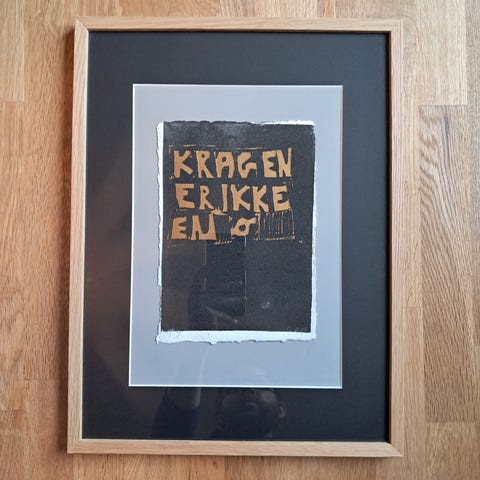 KRAGEN
ER IKKE
EN Ø